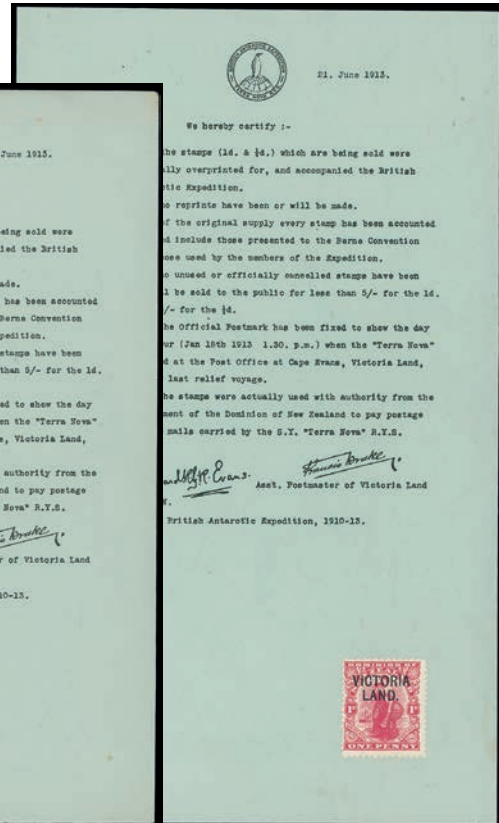 21. June 1913.
We hereby certify :-
he stamps (1d. & ½d.) which are being sold were
lly overprinted for, and accompanied the British
tic Expedition.
o reprints have been or will be made.
f the original supply every stamp has been accounted
d include those presented to the Berne Convention
ose used by the members of the Expedition.
o unused or officially cancelled stamps have been
l be sold to the public for less than 5/- for the 1d.
/- for the ½d.
he Official Postmark has been fixed to show the day
ur (Jan 18th 1913 1.30. p.m.) when the "Terra Nova"
d at the Post Office at Cape Evans, Victoria Land,
last relief voyage.
he stamps were actually used with authority from the
ment of the Dominion of New Zealand to pay postage
mails carried by the S.Y. "Terra Nova" R.Y.S.
Evans.
Francis Drake
Asst. Postmaster of Victoria Land
British Antarctic Expedition, 1910-13.
DOMINION OF
VICTORIA
LAND.
1D 1D
ONE PENNY
June 1913.
eing sold were
ied the British
ade.
has been accounted
Berne Convention
pedition.
stamps have been
than 5/- for the 1d.
ed to show the day
en the "Terra Nova"
s, Victoria Land,
authority from the
nd to pay postage
Nova" R.Y.S.
s Drake
r of Victoria Land
10-13.